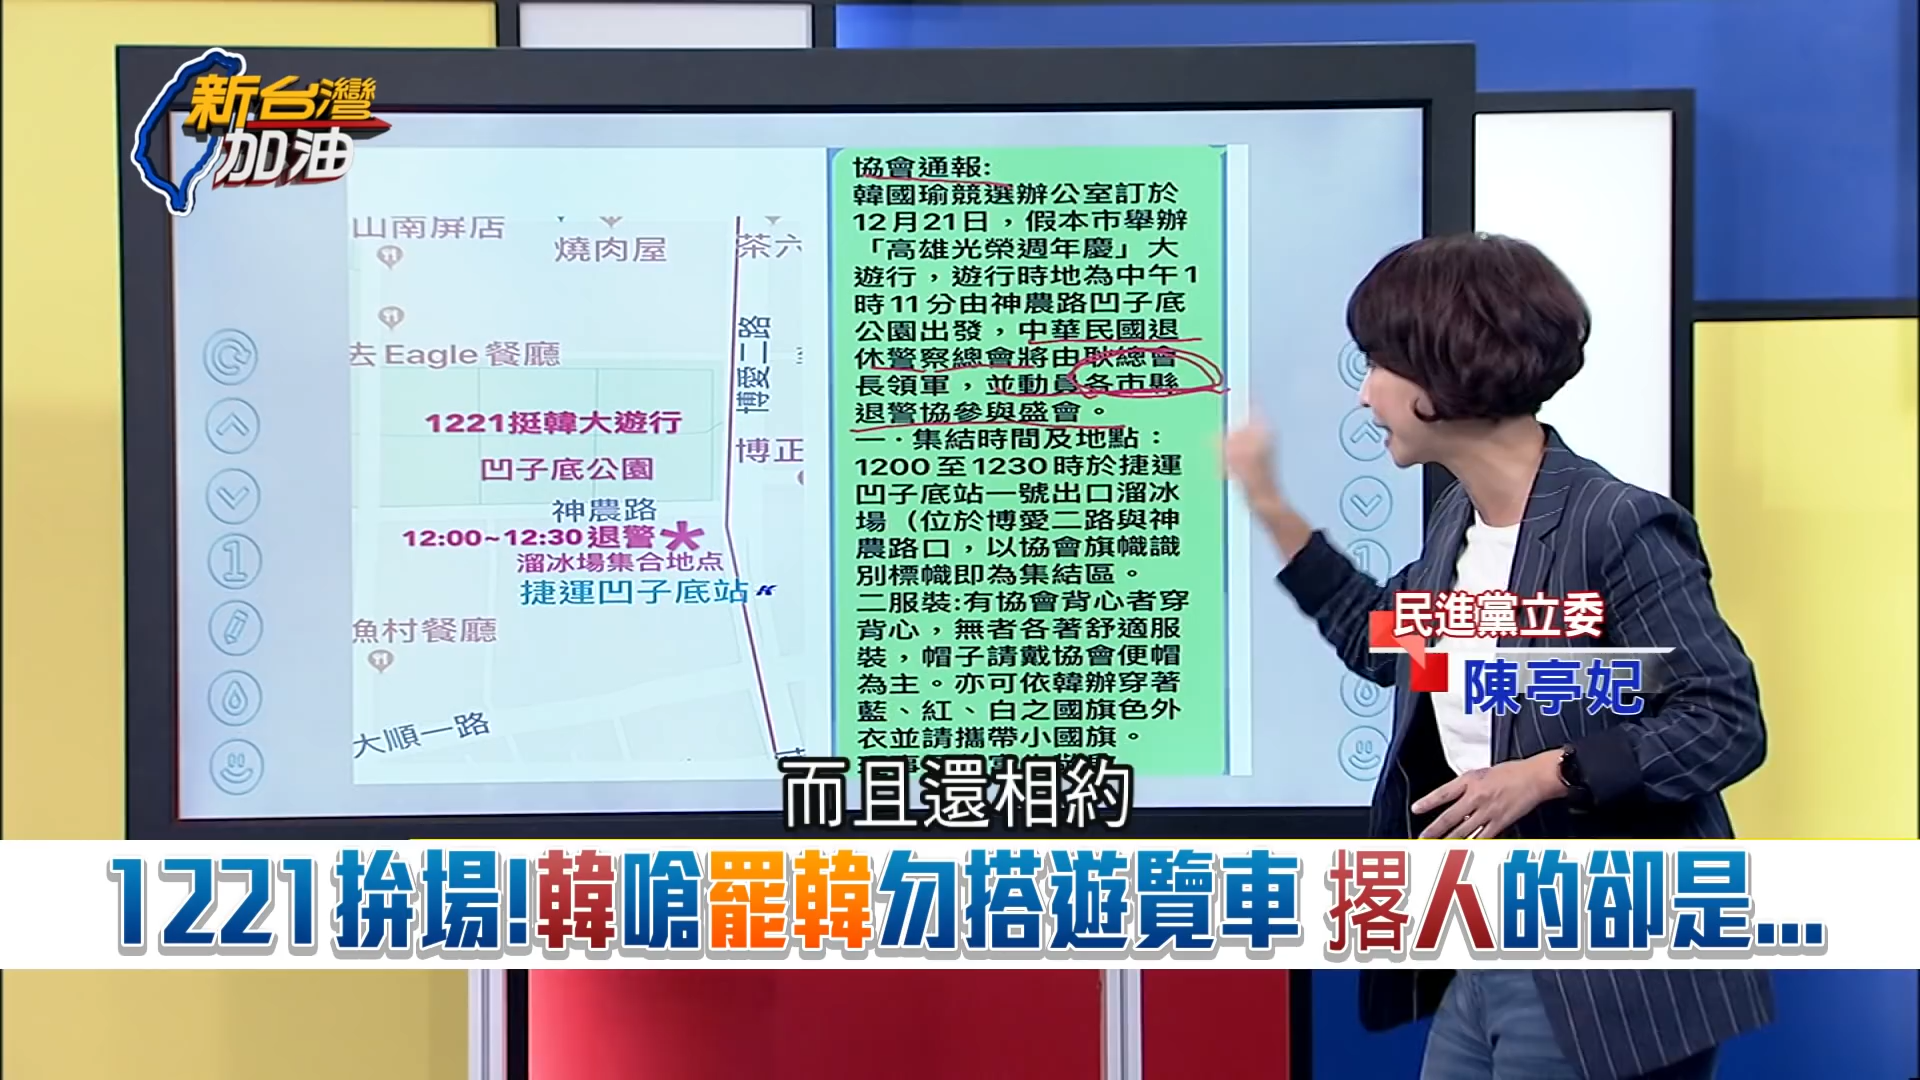 新台灣
加油
山南屏店
燒肉屋
茶六
去Eagle餐廳
博愛二路
1221挺韓大遊行
凹子底公園
博正
神農路
12:00~12:30退警*
溜冰場集合地点
捷運凹子底站
魚村餐廳
大順一路
協會通報:
韓國瑜競選辦公室訂於
12月21日，假本市舉辦
「高雄光榮週年慶」大
遊行，遊行時地為中午1
時11分由神農路凹子底
公園出發，中華民國退
休警察總會將由耿總會
長領軍，並動員各市縣
退警協參與盛會。
一.集結時間及地點：
1200至1230時於捷運
凹子底站一號出口溜冰
場（位於博愛二路與神
農路口，以協會旗幟識
別標幟即為集結區。
二服裝:有協會背心者穿
背心，無者各著舒適服
裝，帽子請戴協會便帽
為主。亦可依韓辦穿著
藍、紅、白之國旗色外
衣並請攜帶小國旗。
民進黨立委
陳亭妃
而且還相約
1221拚場!韓嗆罷韓勿搭遊覽車 撂人的卻是...